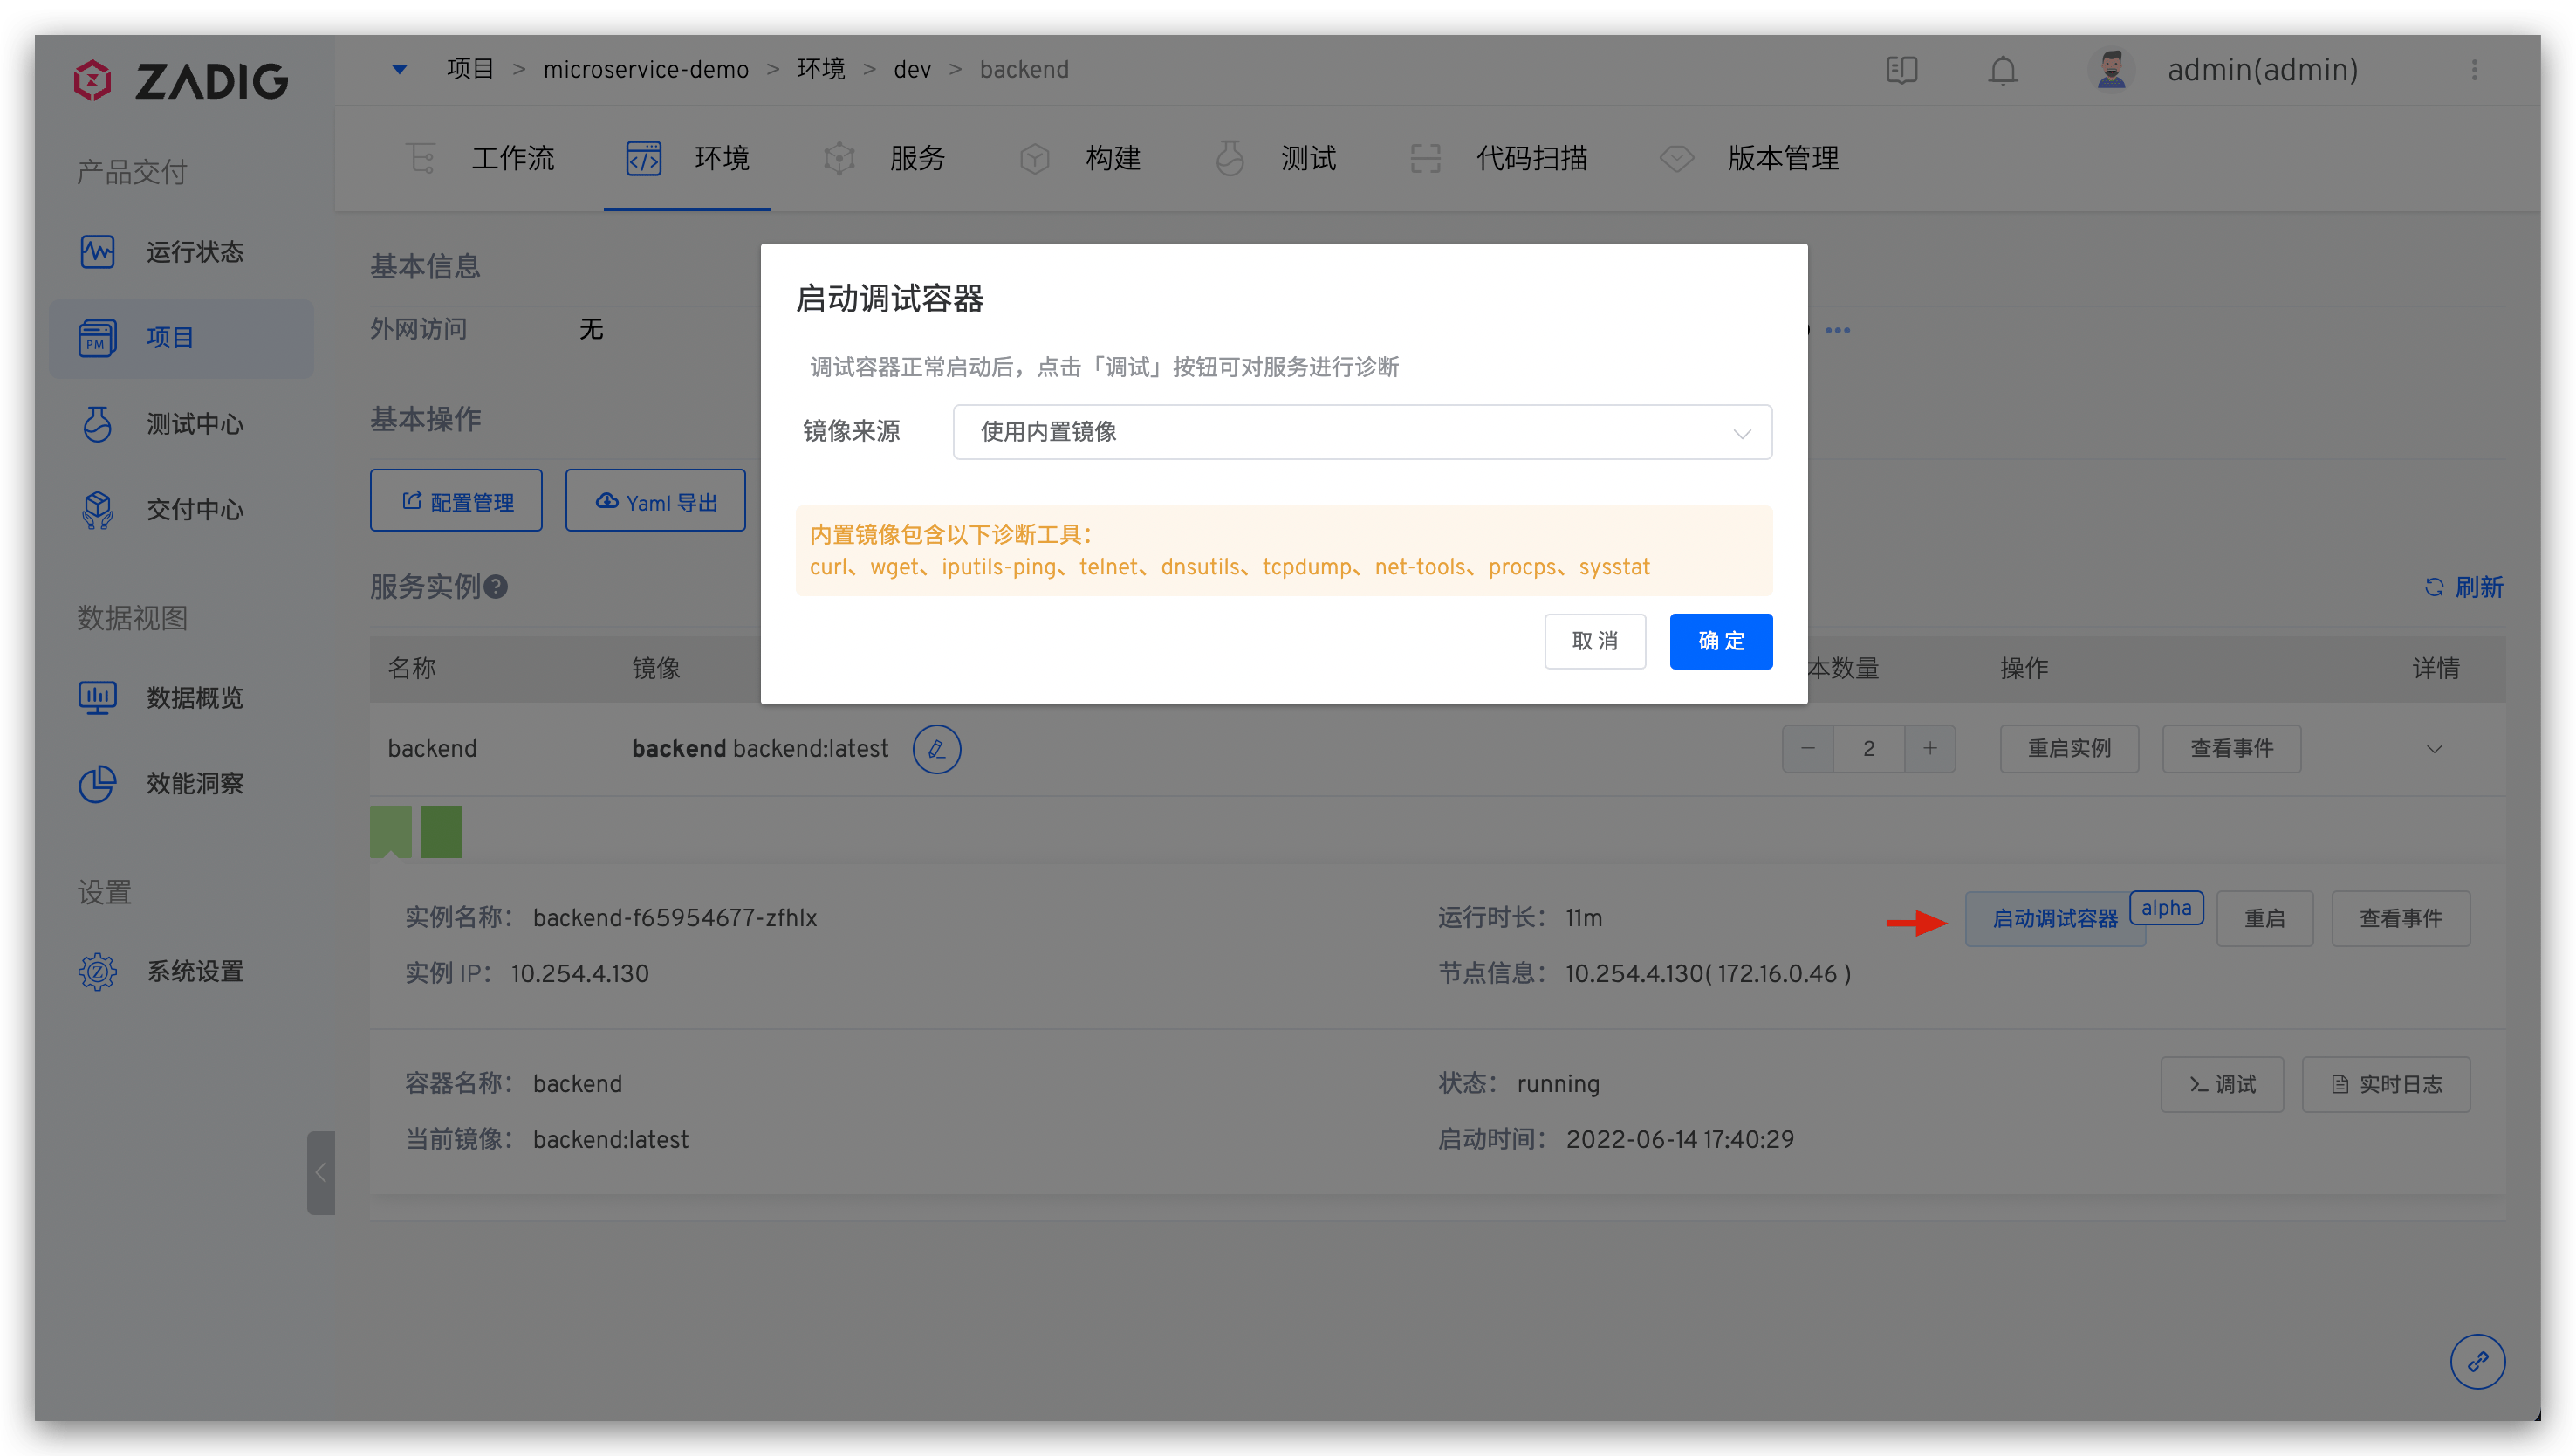 ZADIG
项目 > microservice-demo > 环境 > dev > backend
admin(admin)
工作流 环境 服务 构建 测试 代码扫描 版本管理
产品交付
运行状态
PM 项目
测试中心
交付中心
数据视图
数据概览
效能洞察
设置
系统设置
基本信息
外网访问 无
基本操作
配置管理 Yaml 导出
服务实例
刷新
名称 镜像 本数量 操作 详情
backend backend backend:latest 2 重启实例 查看事件
实例名称： backend-f65954677-zfhlx 运行时长： 11m 启动调试容器 alpha 重启 查看事件
实例 IP： 10.254.4.130 节点信息： 10.254.4.130( 172.16.0.46 )
容器名称： backend 状态： running >_ 调试 实时日志
当前镜像： backend:latest 启动时间： 2022-06-14 17:40:29
启动调试容器
调试容器正常启动后，点击「调试」按钮可对服务进行诊断
镜像来源 使用内置镜像
内置镜像包含以下诊断工具：
curl、wget、iputils-ping、telnet、dnsutils、tcpdump、net-tools、procps、sysstat
取 消 确 定